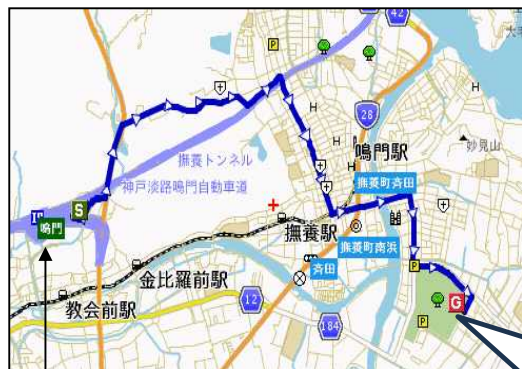 42
P
H
28
鳴門駅
妙見山
撫養トンネル
神戸淡路鳴門自動車道
H
撫養町斉田
IC
S
鳴門
撫養駅
撫養町南浜
金比羅前駅
斉田
P
教会前駅
12
184
P
G